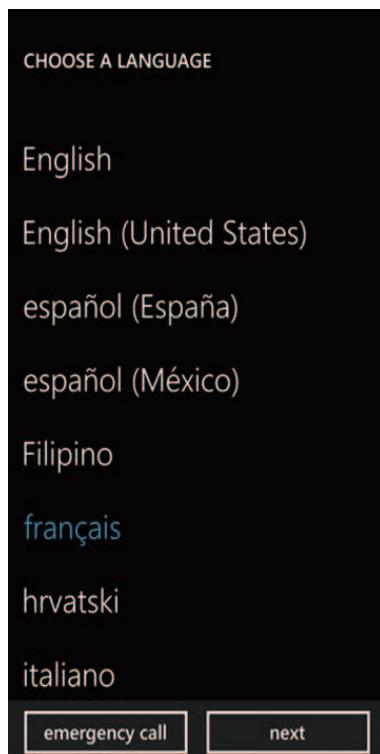 CHOOSE A LANGUAGE
English
English (United States)
español (España)
español (México)
Filipino
français
hrvatski
italiano
emergency call
next